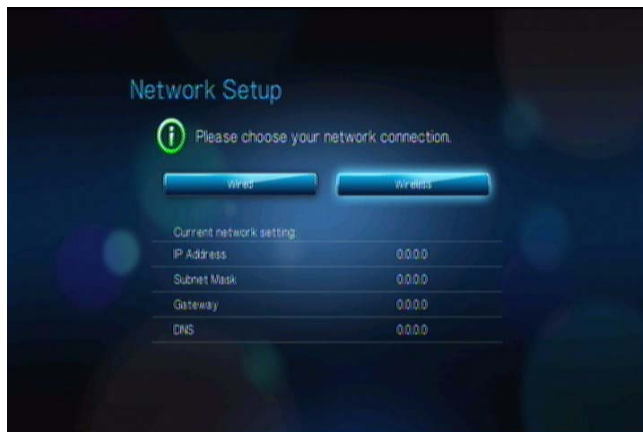 Network Setup
Please choose your network connection.
Wired Wireless
Current network setting:
IP Address 0.0.0.0
Subnet Mask 0.0.0.0
Gateway 0.0.0.0
DNS 0.0.0.0